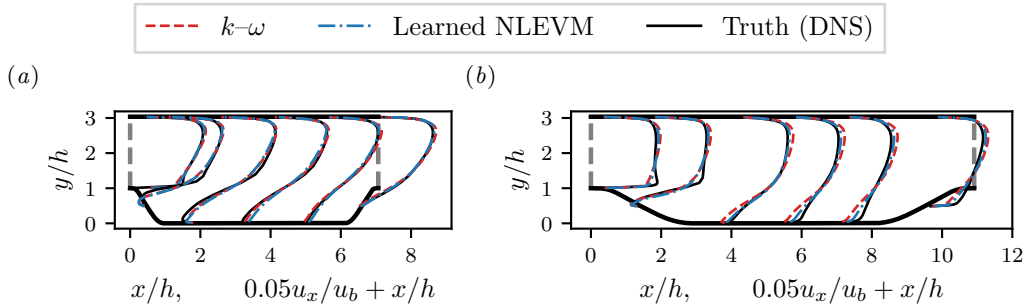 k–ω Learned NLEVM Truth (DNS)
(a)
(b)
3
2
1
0
y/h
0 2 4 6 8
x/h, 0.05u_x/u_b + x/h
3
2
1
0
y/h
0 2 4 6 8 10 12
x/h, 0.05u_x/u_b + x/h